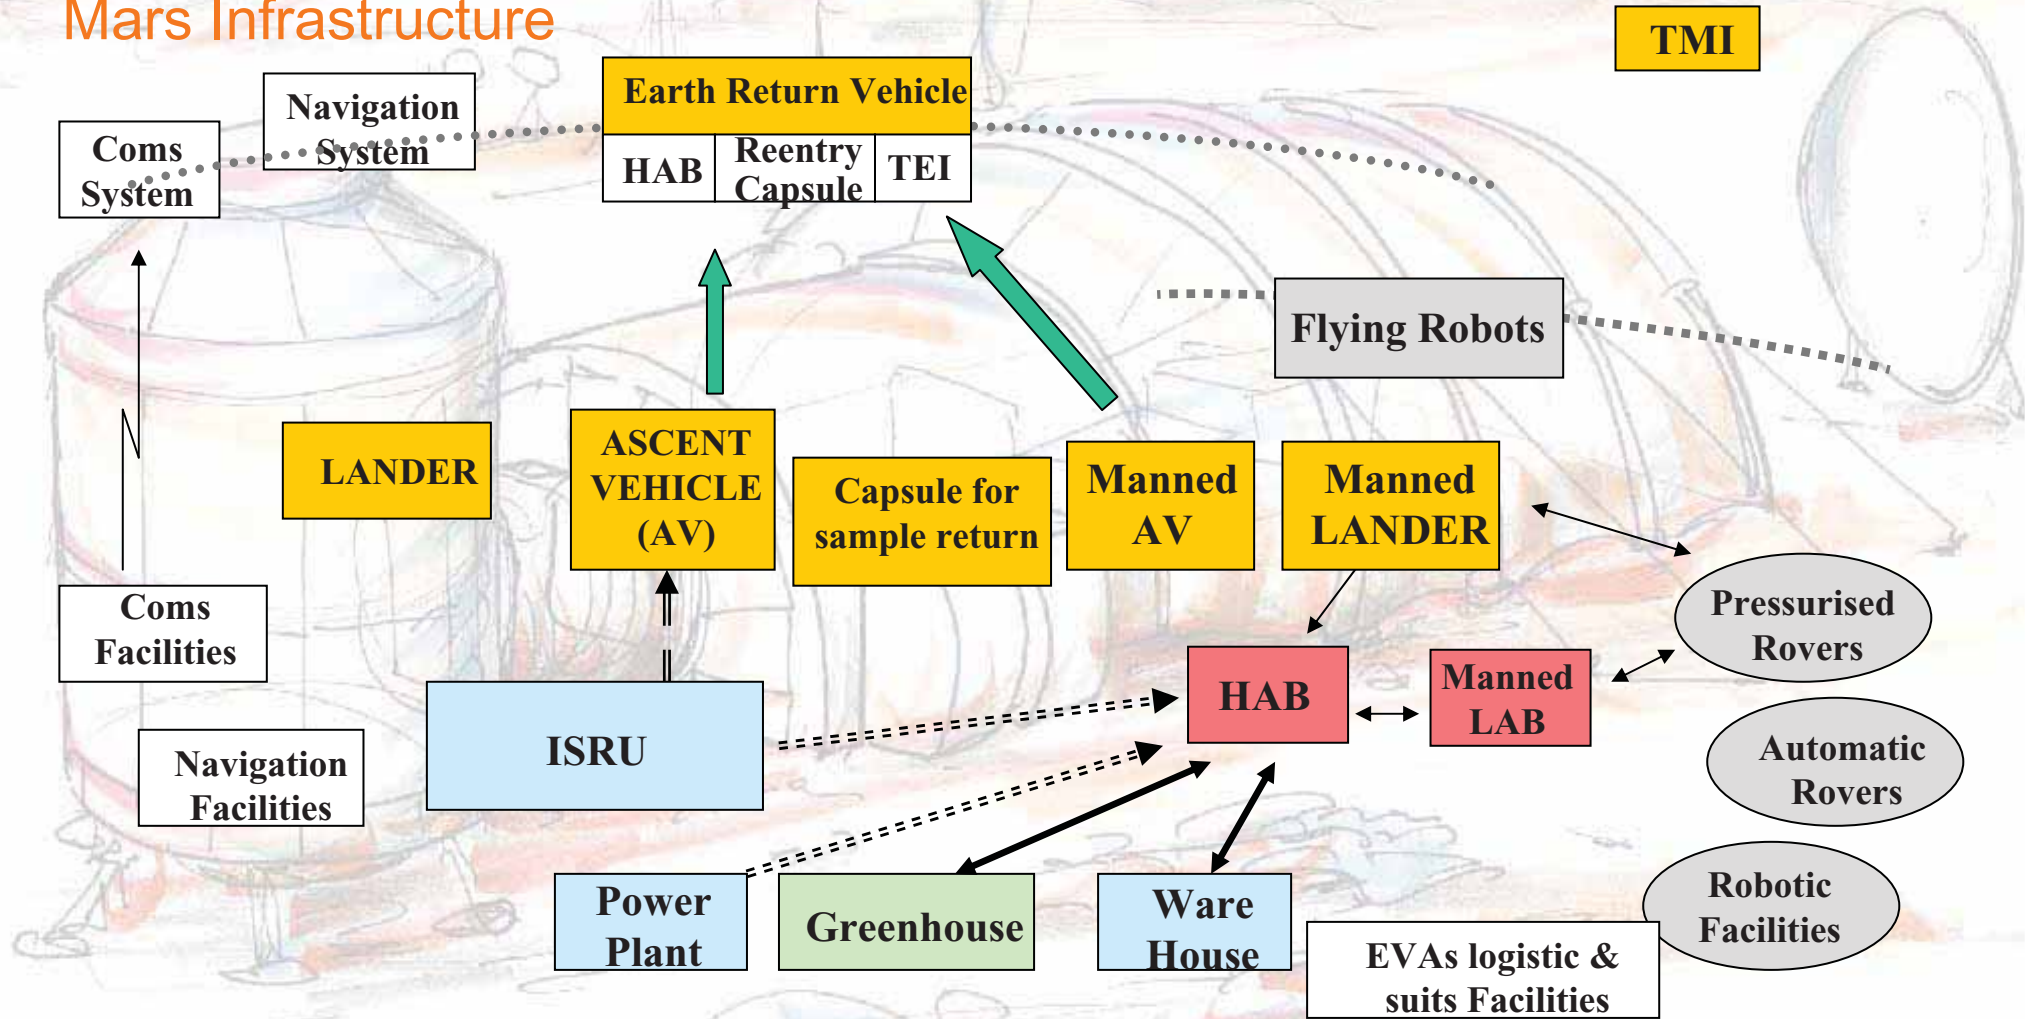 Mars Infrastructure
TMI
Earth Return Vehicle
HAB
Reentry
Capsule
TEI
Navigation
System
Coms
System
Flying Robots
LANDER
ASCENT
VEHICLE
(AV)
Capsule for
sample return
Manned
AV
Manned
LANDER
Coms
Facilities
Pressurised
Rovers
HAB
Manned
LAB
ISRU
Navigation
Facilities
Automatic
Rovers
Power
Plant
Greenhouse
Ware
House
Robotic
Facilities
EVAs logistic &
suits Facilities